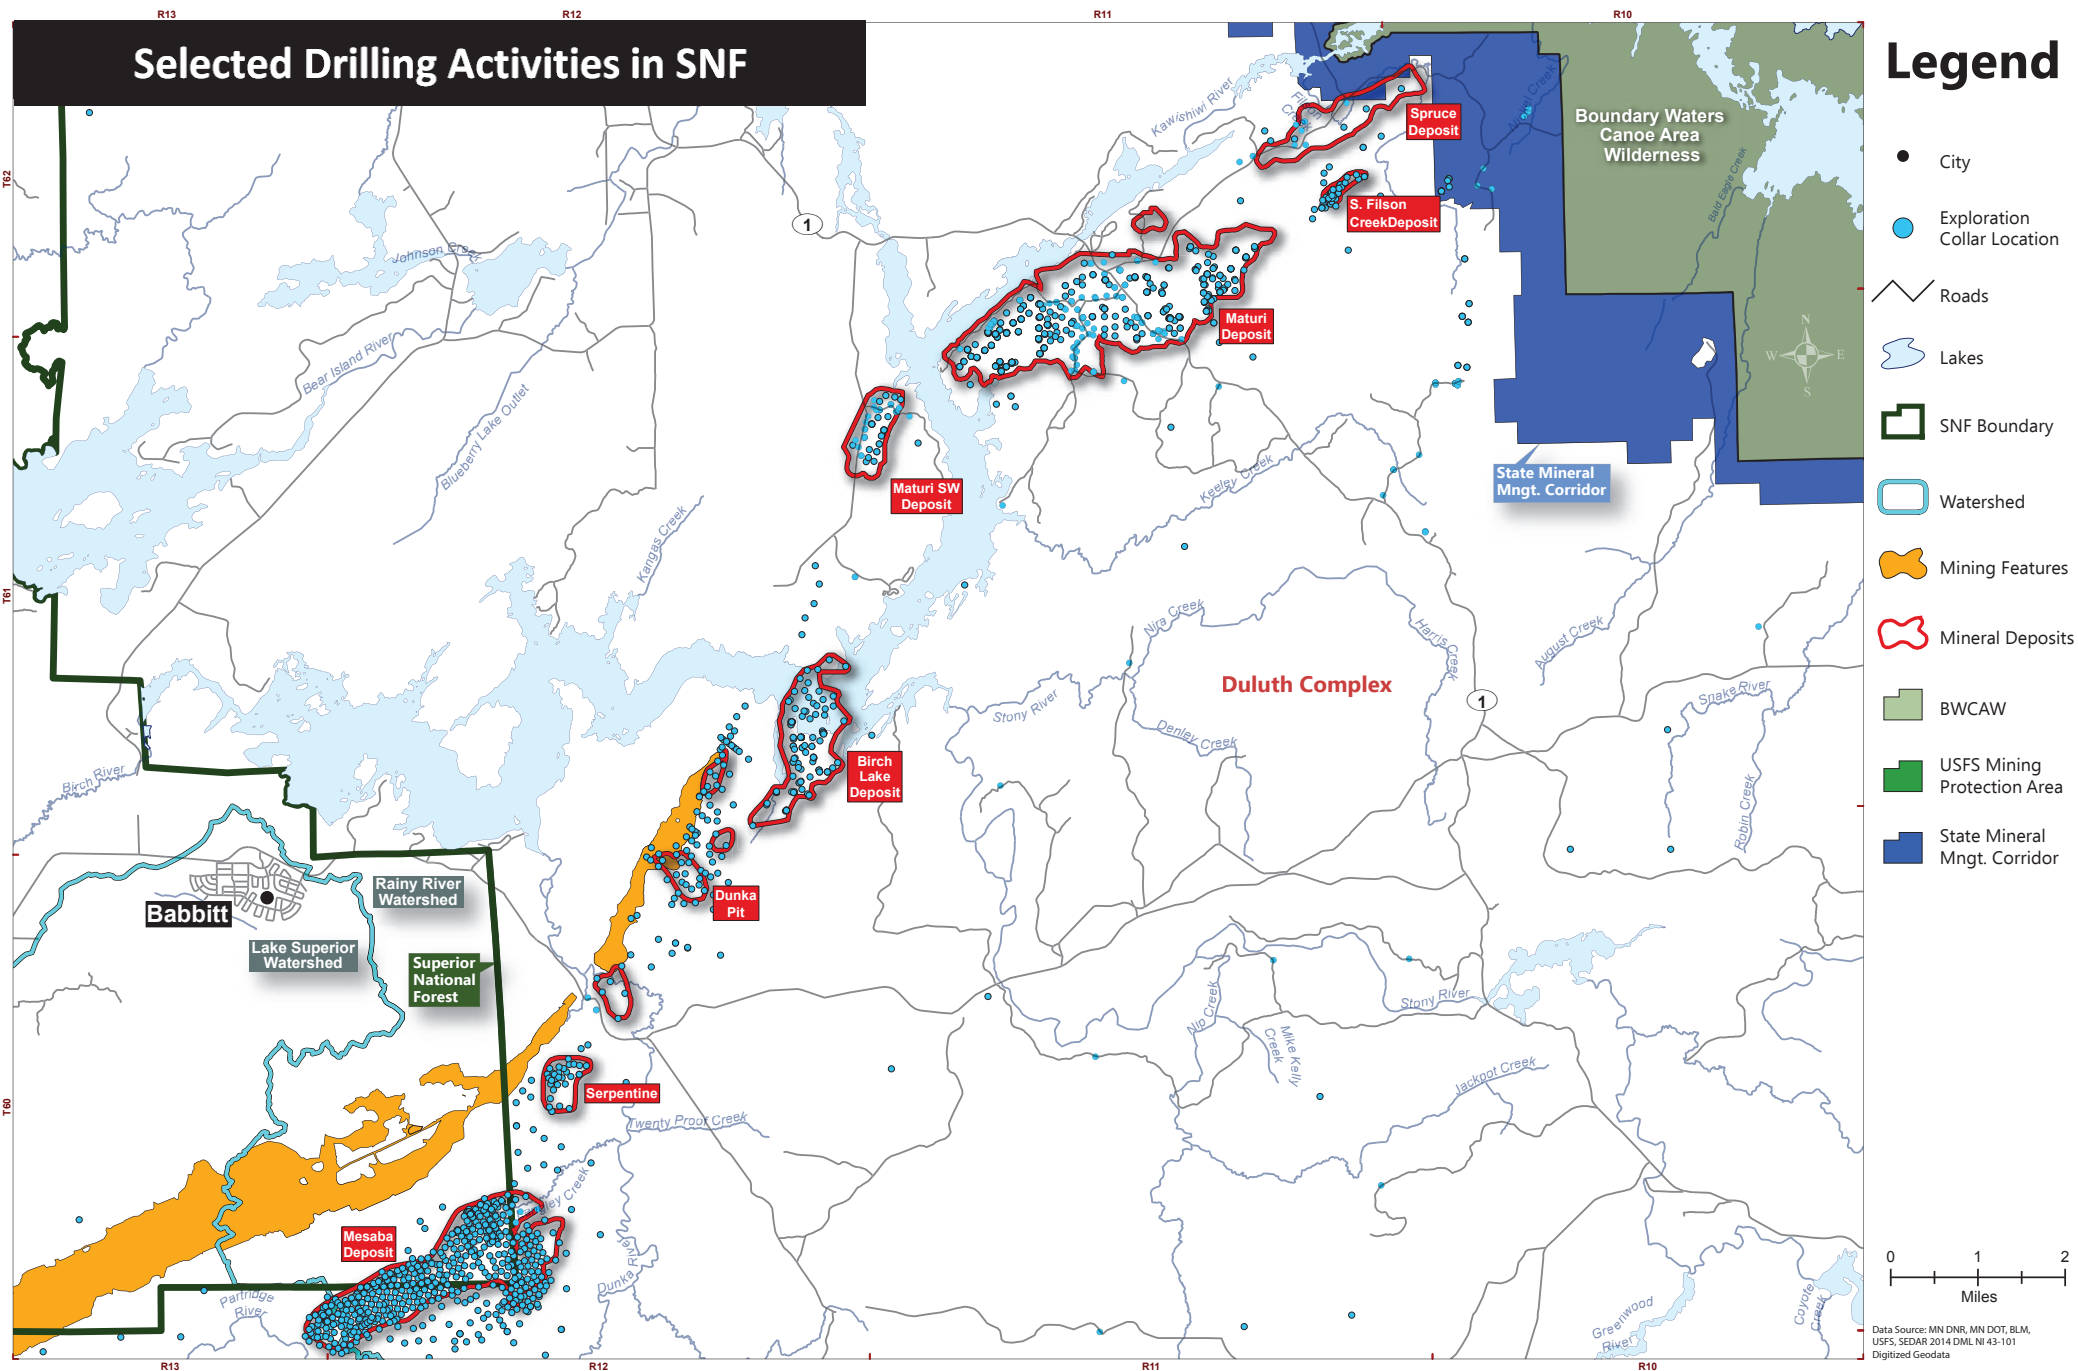 R13
R12
R11
R10
Selected Drilling Activities in SNF
Legend
City
Exploration
Collar Location
Roads
Lakes
SNF Boundary
Watershed
Mining Features
Mineral Deposits
BWCAW
USFS Mining
Protection Area
State Mineral
Mngt. Corridor
0 1 2
Miles
Data Source: MN DNR, MN DOT, BLM,
USFS, SEDAR 2014 DML NI 43-101
Digitized Geodata
T62
T61
T60
Kawishiwi River
Spruce
Deposit
Boundary Waters
Canoe Area
Wilderness
Bald Eagle Creek
S. Filson
CreekDeposit
1
Johnson Creek
Maturi
Deposit
N
W E
S
Bear Island River
Blueberry Lake Outlet
Maturi SW
Deposit
Keeley Creek
State Mineral
Mngt. Corridor
Kangas Creek
Nira Creek
Harris
Creek
August Creek
Duluth Complex
1
Snake River
Stony River
Denley Creek
Birch River
Birch
Lake
Deposit
Robin Creek
Rainy River
Watershed
Babbitt
Dunka
Pit
Lake Superior
Watershed
Superior
National
Forest
Stony River
Nip Creek
Mike Kelly
Creek
Jackpot Creek
Serpentine
Twenty Proof Creek
Mesaba
Deposit
Dunka River
Partridge
River
Greenwood
River
Coyote
Creek
R13
R12
R11
R10